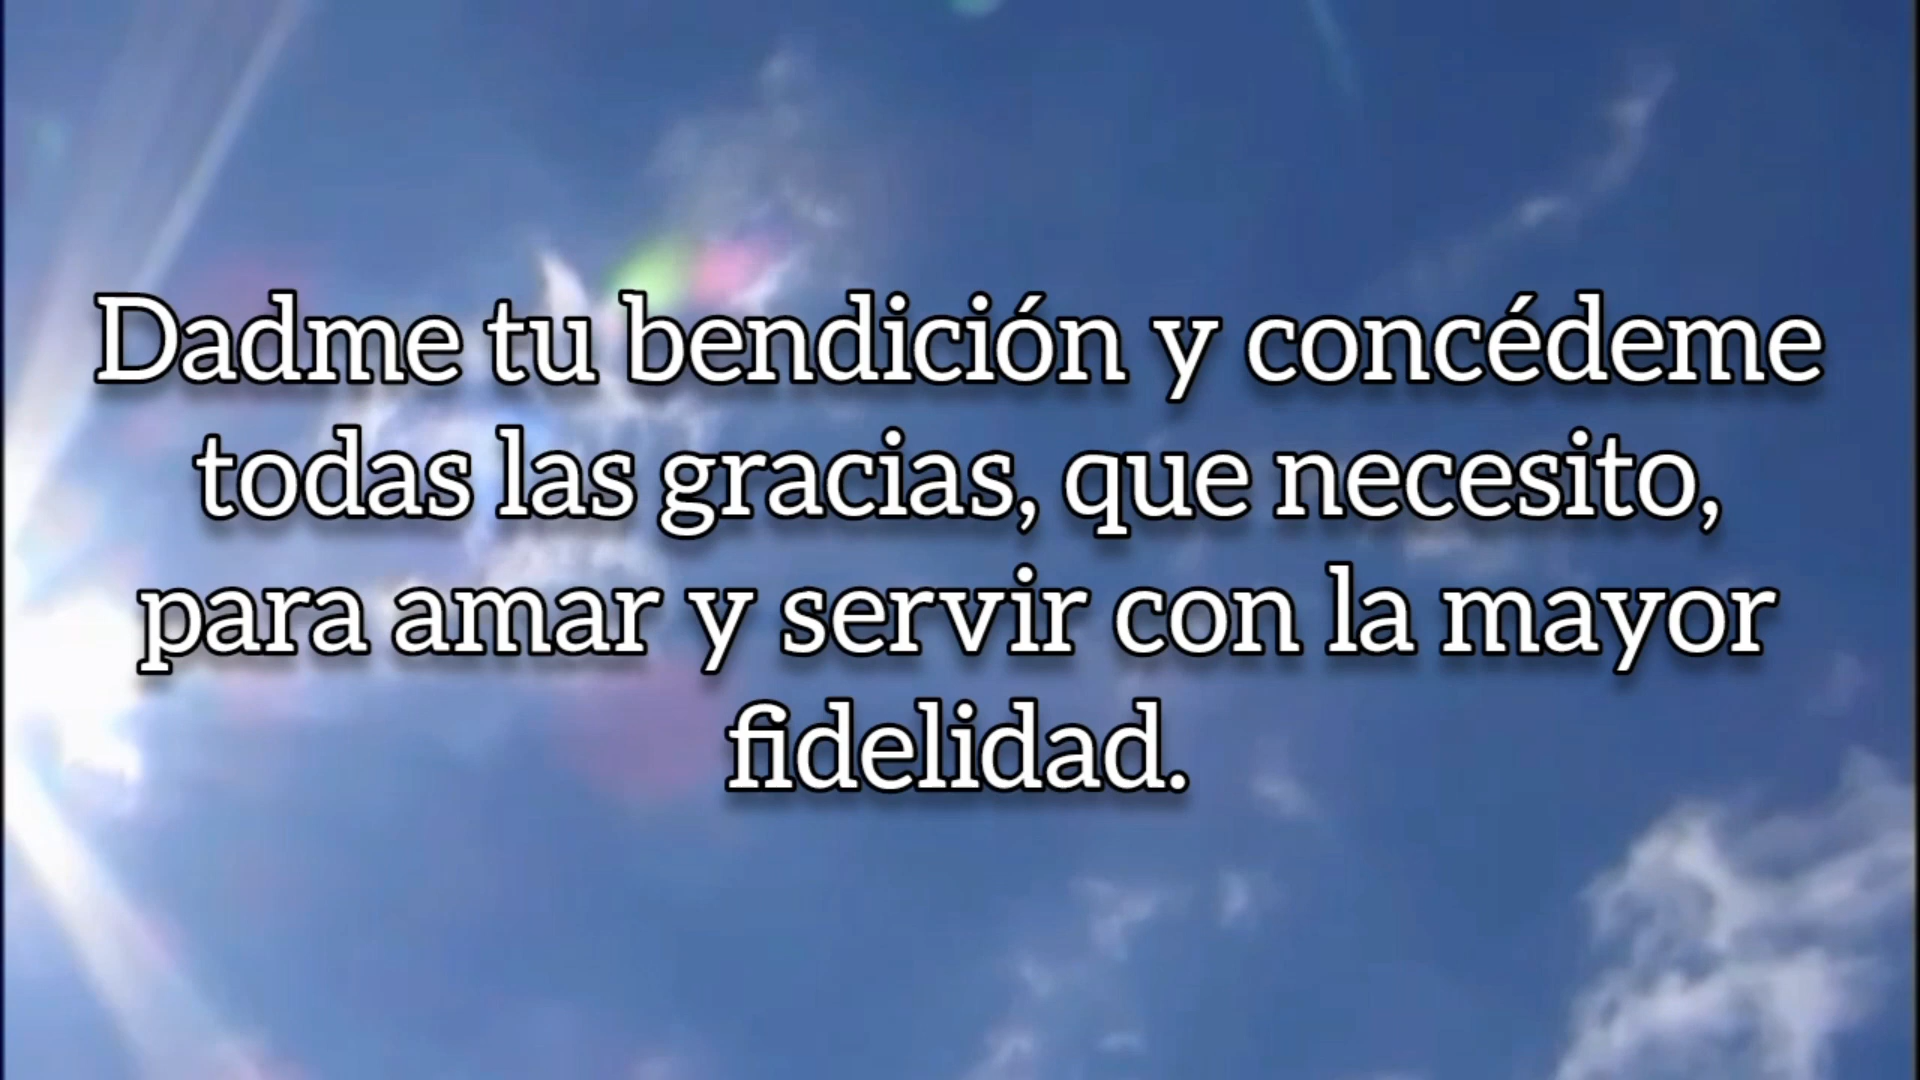 Dadme tu bendición y concédeme
todas las gracias, que necesito,
para amar y servir con la mayor
fidelidad.